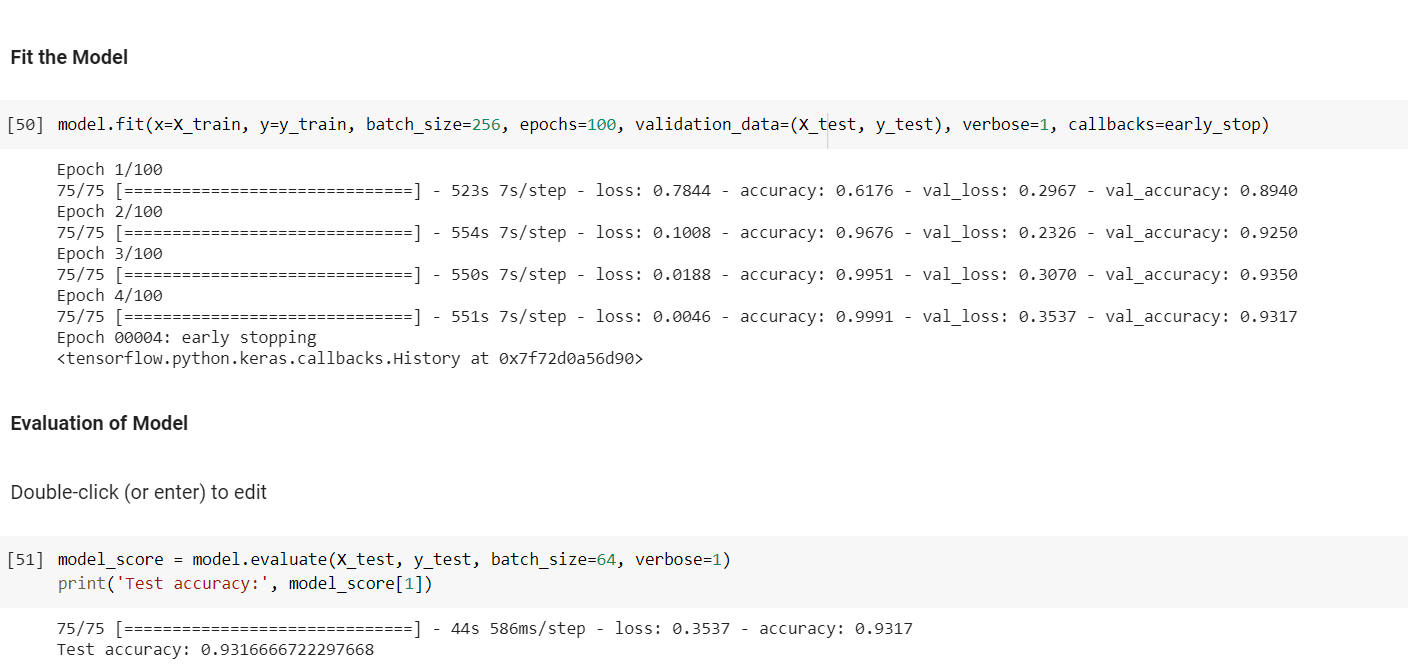 Fit the Model
[50] model.fit(x=X_train, y=y_train, batch_size=256, epochs=100, validation_data=(X_test, y_test), verbose=1, callbacks=early_stop)
Epoch 1/100
75/75 [==============================] - 523s 7s/step - loss: 0.7844 - accuracy: 0.6176 - val_loss: 0.2967 - val_accuracy: 0.8940
Epoch 2/100
75/75 [==============================] - 554s 7s/step - loss: 0.1008 - accuracy: 0.9676 - val_loss: 0.2326 - val_accuracy: 0.9250
Epoch 3/100
75/75 [==============================] - 550s 7s/step - loss: 0.0188 - accuracy: 0.9951 - val_loss: 0.3070 - val_accuracy: 0.9350
Epoch 4/100
75/75 [==============================] - 551s 7s/step - loss: 0.0046 - accuracy: 0.9991 - val_loss: 0.3537 - val_accuracy: 0.9317
Epoch 00004: early stopping
<tensorflow.python.keras.callbacks.History at 0x7f72d0a56d90>
Evaluation of Model
Double-click (or enter) to edit
[51] model_score = model.evaluate(X_test, y_test, batch_size=64, verbose=1)
print('Test accuracy:', model_score[1])
75/75 [==============================] - 44s 586ms/step - loss: 0.3537 - accuracy: 0.9317
Test accuracy: 0.9316666722297668